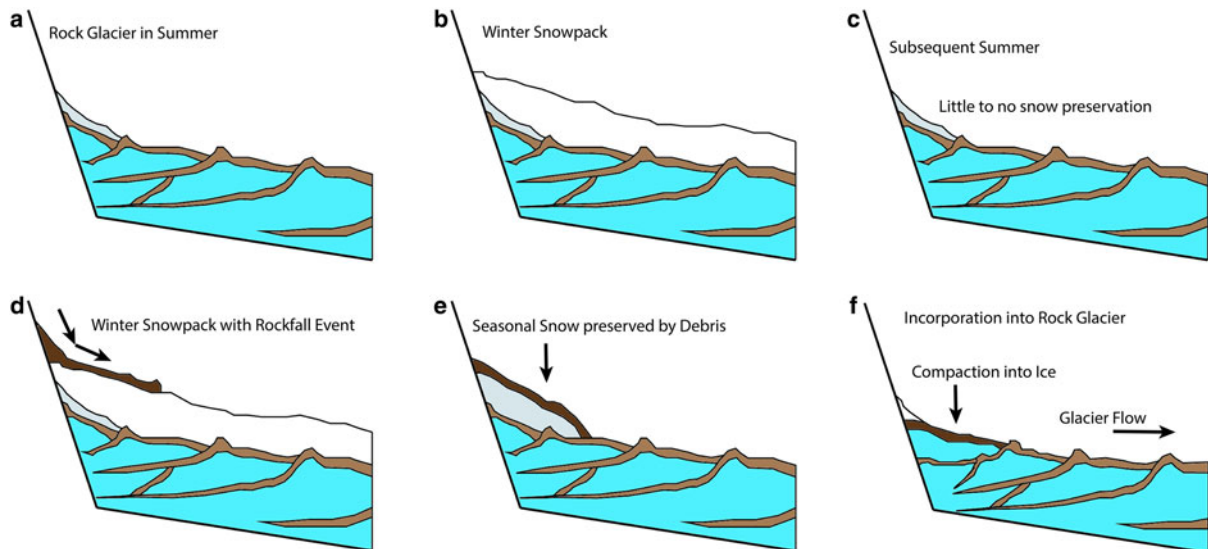 a
Rock Glacier in Summer
b
Winter Snowpack
c
Subsequent Summer
Little to no snow preservation
d
Winter Snowpack with Rockfall Event
e
Seasonal Snow preserved by Debris
f
Incorporation into Rock Glacier
Compaction into Ice
Glacier Flow